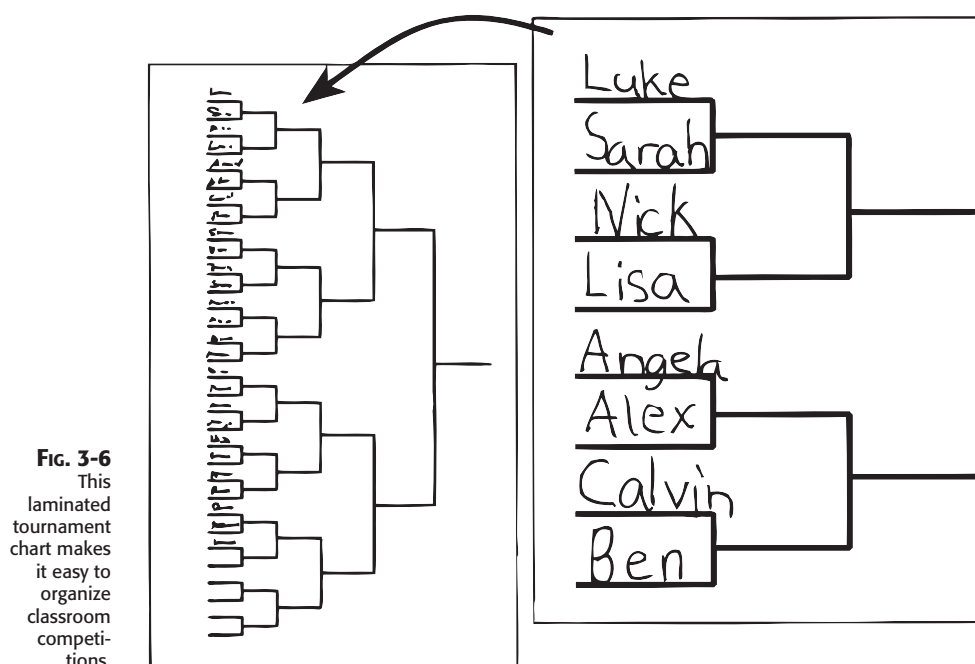 Luke
Sarah
Nick
Lisa
Angela
Alex
Calvin
Ben
FIG. 3-6
This
laminated
tournament
chart makes
it easy to
organize
classroom
competi-
tions.